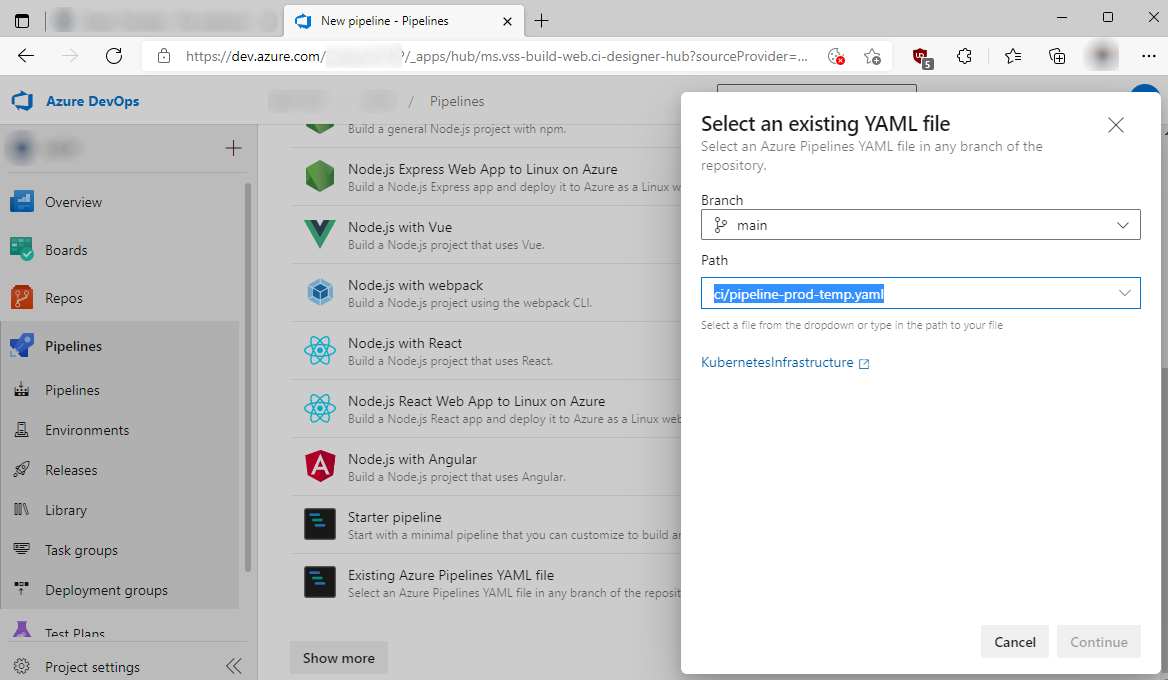 New pipeline - Pipelines
https://dev.azure.com/ ?/_apps/hub/ms.vss-build-web.ci-designer-hub?sourceProvider=...
5
Azure DevOps
/ Pipelines
Overview
Boards
Repos
Pipelines
Pipelines
Environments
Releases
Library
Task groups
Deployment groups
Test Plans
Project settings
Build a general Node.js project with npm.
Node.js Express Web App to Linux on Azure
Build a Node.js Express app and deploy it to Azure as a Linux w
Node.js with Vue
Build a Node.js project that uses Vue.
Node.js with webpack
Build a Node.js project using the webpack CLI.
Node.js with React
Build a Node.js project that uses React.
Node.js React Web App to Linux on Azure
Build a Node.js React app and deploy it to Azure as a Linux web
Node.js with Angular
Build a Node.js project that uses Angular.
Starter pipeline
Start with a minimal pipeline that you can customize to build an
Existing Azure Pipelines YAML file
Select an Azure Pipelines YAML file in any branch of the reposit
Show more
Select an existing YAML file
Select an Azure Pipelines YAML file in any branch of the
repository.
Branch
main
Path
ci/pipeline-prod-temp.yaml
Select a file from the dropdown or type in the path to your file
KubernetesInfrastructure
Cancel
Continue